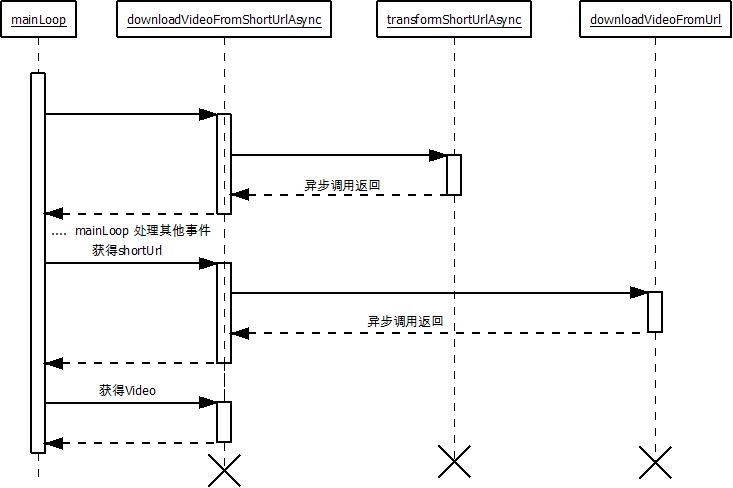 mainLoop
downloadVideoFromShortUrlAsync
transformShortUrlAsync
downloadVideoFromUrl
异步调用返回
.... mainLoop 处理其他事件
获得shortUrl
异步调用返回
获得Video